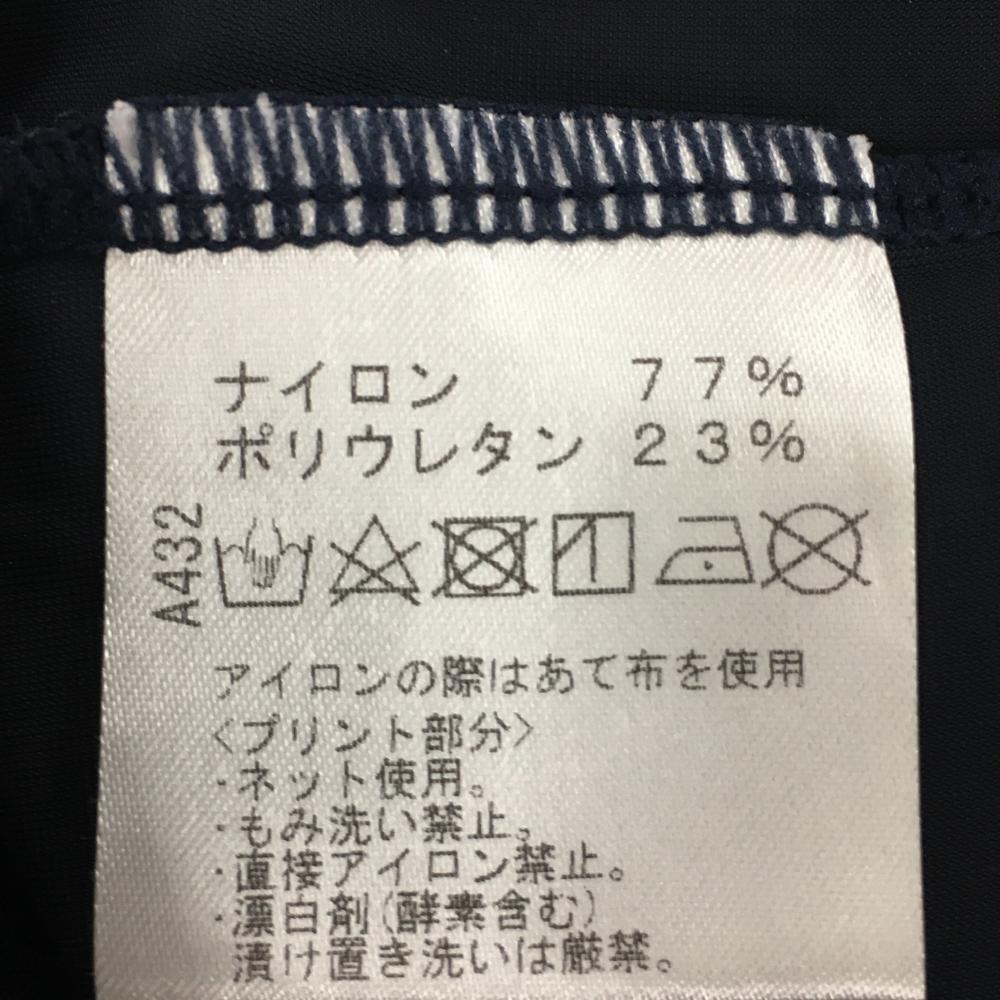 ナイロン 77%
ポリウレタン 23%
A432
アイロンの際はあて布を使用
<プリント部分>
・ネット使用。
・もみ洗い禁止。
・直接アイロン禁止。
・漂白剤(酵素含む)
漬け置き洗いは厳禁。